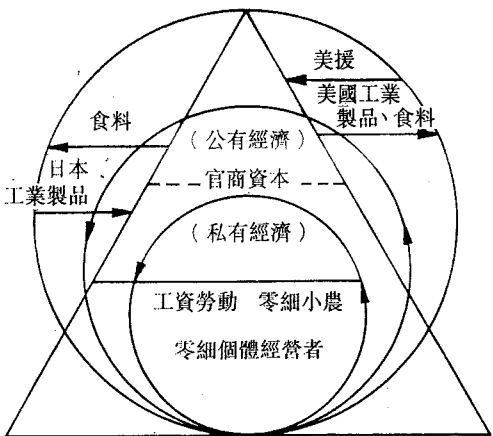 美援
美國工業
製品、食料
食料
日本
工業製品
（公有經濟）
官商資本
（私有經濟）
工資勞動　零細小農
零細個體經營者